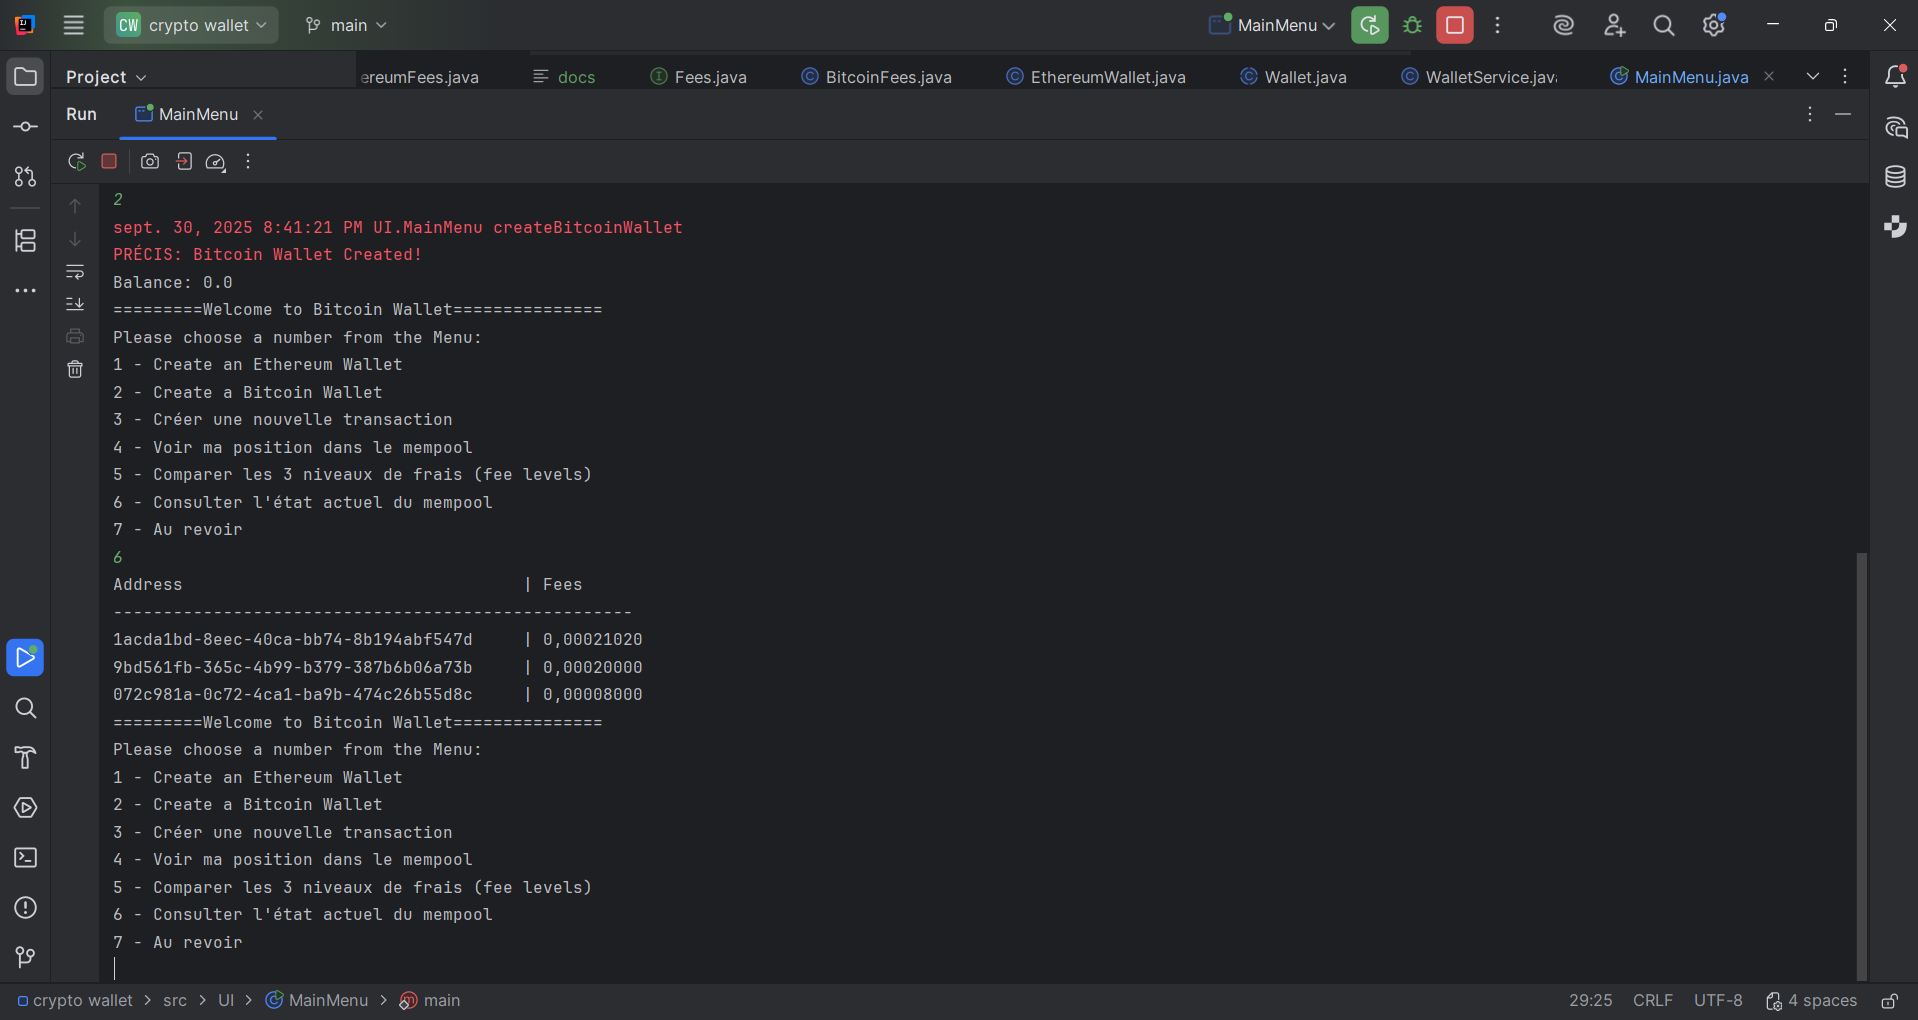 CW crypto wallet main MainMenu
Project ereumFees.java docs Fees.java BitcoinFees.java EthereumWallet.java Wallet.java WalletService.java MainMenu.java
Run MainMenu
2
sept. 30, 2025 8:41:21 PM UI.MainMenu createBitcoinWallet
PRÉCIS: Bitcoin Wallet Created!
Balance: 0.0
=========Welcome to Bitcoin Wallet===============
Please choose a number from the Menu:
1 - Create an Ethereum Wallet
2 - Create a Bitcoin Wallet
3 - Créer une nouvelle transaction
4 - Voir ma position dans le mempool
5 - Comparer les 3 niveaux de frais (fee levels)
6 - Consulter l'état actuel du mempool
7 - Au revoir
6
Address | Fees
----------------------------------------------------
1acda1bd-8eec-40ca-bb74-8b194abf547d | 0,00021020
9bd561fb-365c-4b99-b379-387b6b06a73b | 0,00020000
072c981a-0c72-4ca1-ba9b-474c26b55d8c | 0,00008000
=========Welcome to Bitcoin Wallet===============
Please choose a number from the Menu:
1 - Create an Ethereum Wallet
2 - Create a Bitcoin Wallet
3 - Créer une nouvelle transaction
4 - Voir ma position dans le mempool
5 - Comparer les 3 niveaux de frais (fee levels)
6 - Consulter l'état actuel du mempool
7 - Au revoir
crypto wallet > src > UI > MainMenu > main 29:25 CRLF UTF-8 4 spaces